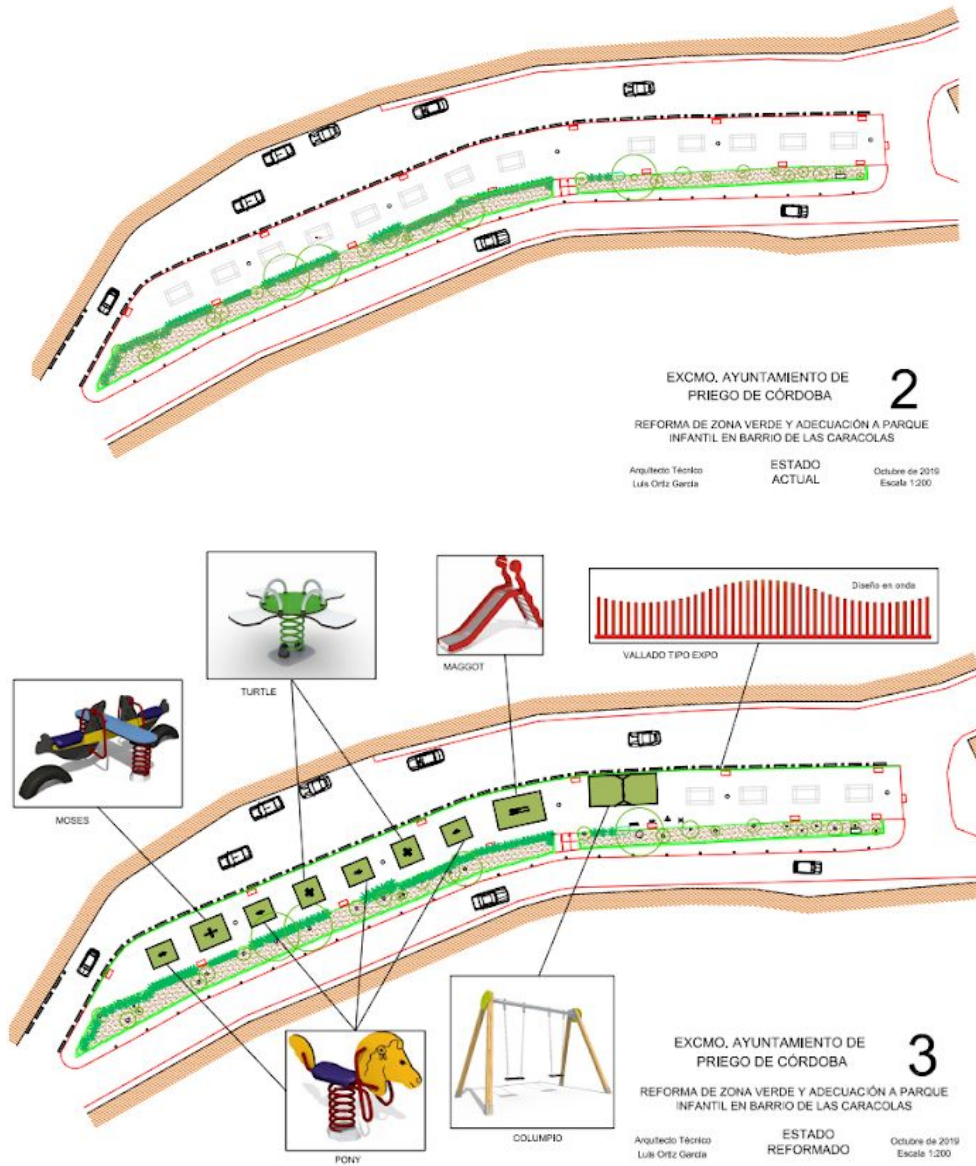 EXCMO. AYUNTAMIENTO DE
PRIEGO DE CÓRDOBA
2
REFORMA DE ZONA VERDE Y ADECUACIÓN A PARQUE
INFANTIL EN BARRIO DE LAS CARACOLAS
Arquitecto Técnico
Luis Ortiz García
ESTADO
ACTUAL
Octubre de 2019
Escala 1:200
Diseño en onda
VALLADO TIPO EXPO
MAGGOT
TURTLE
MOSES
PONY
COLUMPIO
EXCMO. AYUNTAMIENTO DE
PRIEGO DE CÓRDOBA
3
REFORMA DE ZONA VERDE Y ADECUACIÓN A PARQUE
INFANTIL EN BARRIO DE LAS CARACOLAS
Arquitecto Técnico
Luis Ortiz García
ESTADO
REFORMADO
Octubre de 2019
Escala 1:200